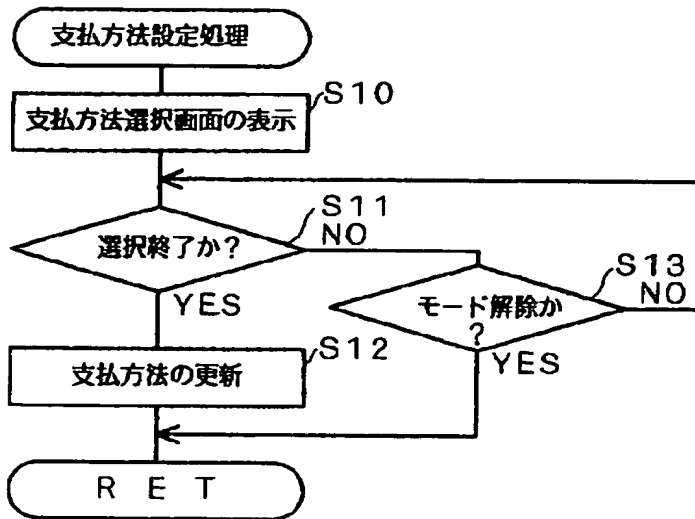 支払方法設定処理
S10
支払方法選択画面の表示
S11
選択終了か?
NO
YES
S13
モード解除か
?
NO
YES
S12
支払方法の更新
RET